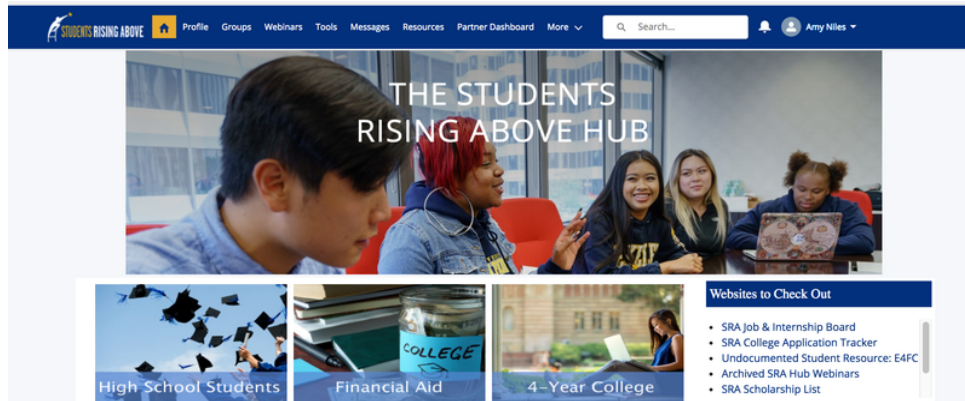 STUDENTS RISING ABOVE Profile Groups Webinars Tools Messages Resources Partner Dashboard More Search... Amy Niles
THE STUDENTS
RISING ABOVE HUB
High School Students
COLLEGE
Financial Aid
4-Year College
Websites to Check Out
SRA Job & Internship Board
SRA College Application Tracker
Undocumented Student Resource: E4FC
Archived SRA Hub Webinars
SRA Scholarship List